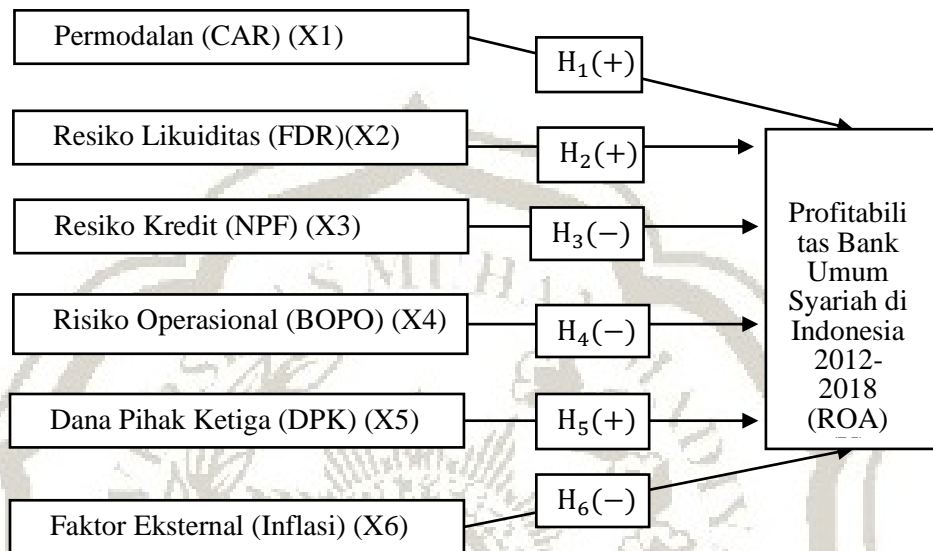 Permodalan (CAR) (X1)
H₁(+)
Resiko Likuiditas (FDR)(X2)
H₂(+)
Resiko Kredit (NPF) (X3)
H₃(−)
Risiko Operasional (BOPO) (X4)
H₄(−)
Dana Pihak Ketiga (DPK) (X5)
H₅(+)
Faktor Eksternal (Inflasi) (X6)
H₆(−)
Profitabili
tas Bank
Umum
Syariah di
Indonesia
2012-
2018
(ROA)